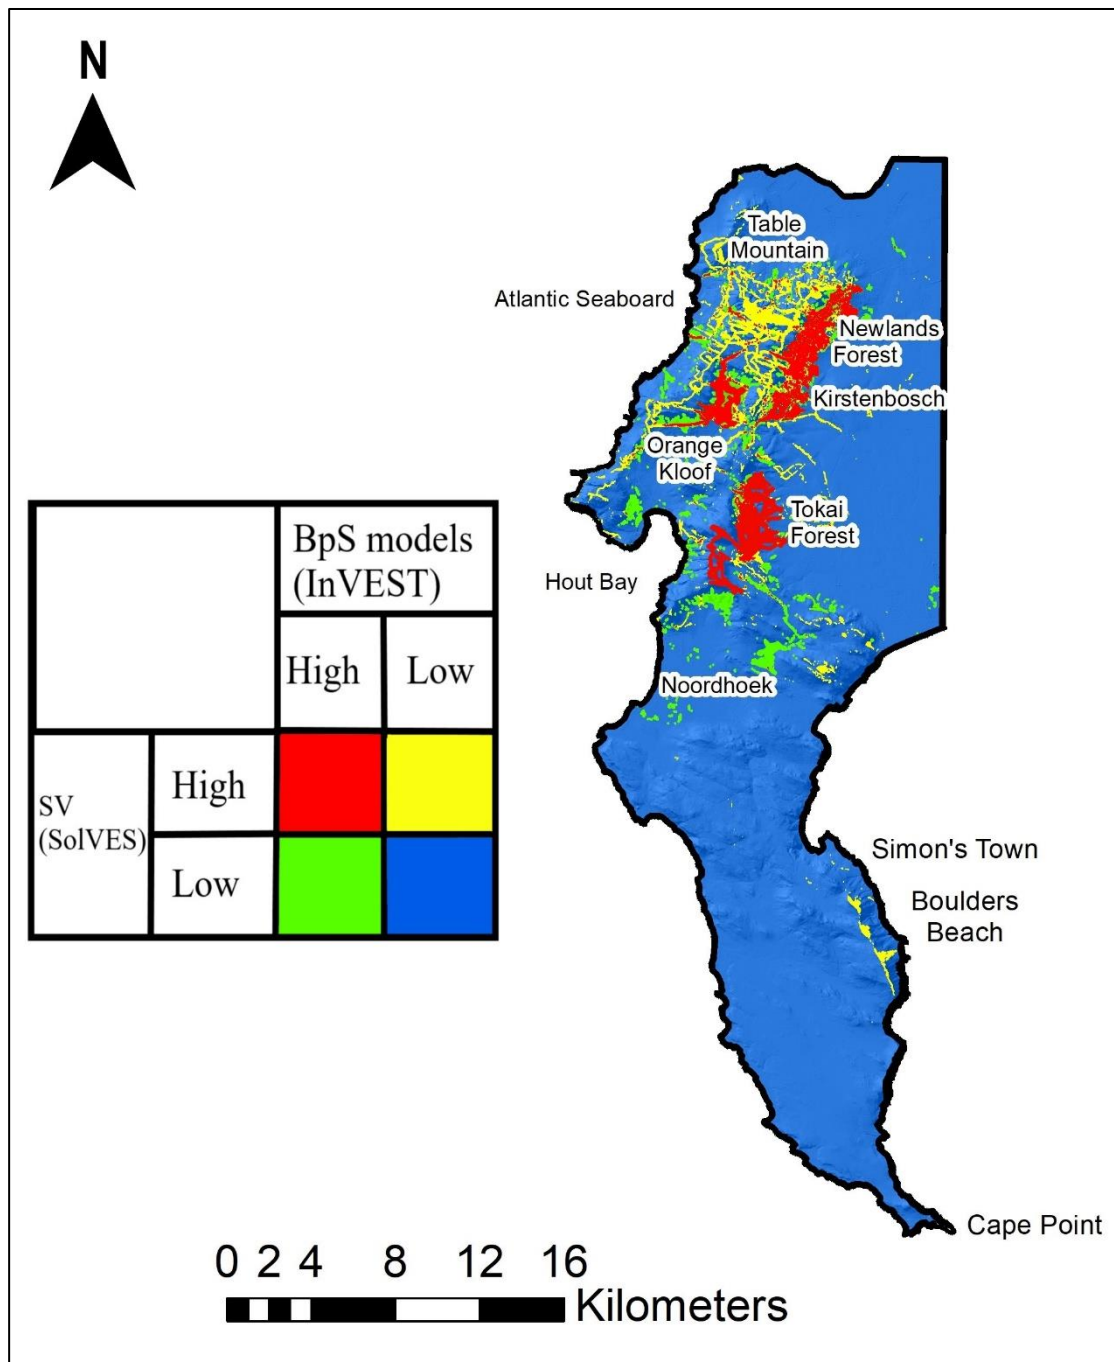 N
Table
Mountain
Atlantic Seaboard
Newlands
Forest
Kirstenbosch
Orange
Kloof
Tokai
Forest
Hout Bay
Noordhoek
BpS models
(InVEST)
High Low
SV
(SolVES)
High
Low
Simon's Town
Boulders
Beach
Cape Point
0 2 4 8 12 16
Kilometers